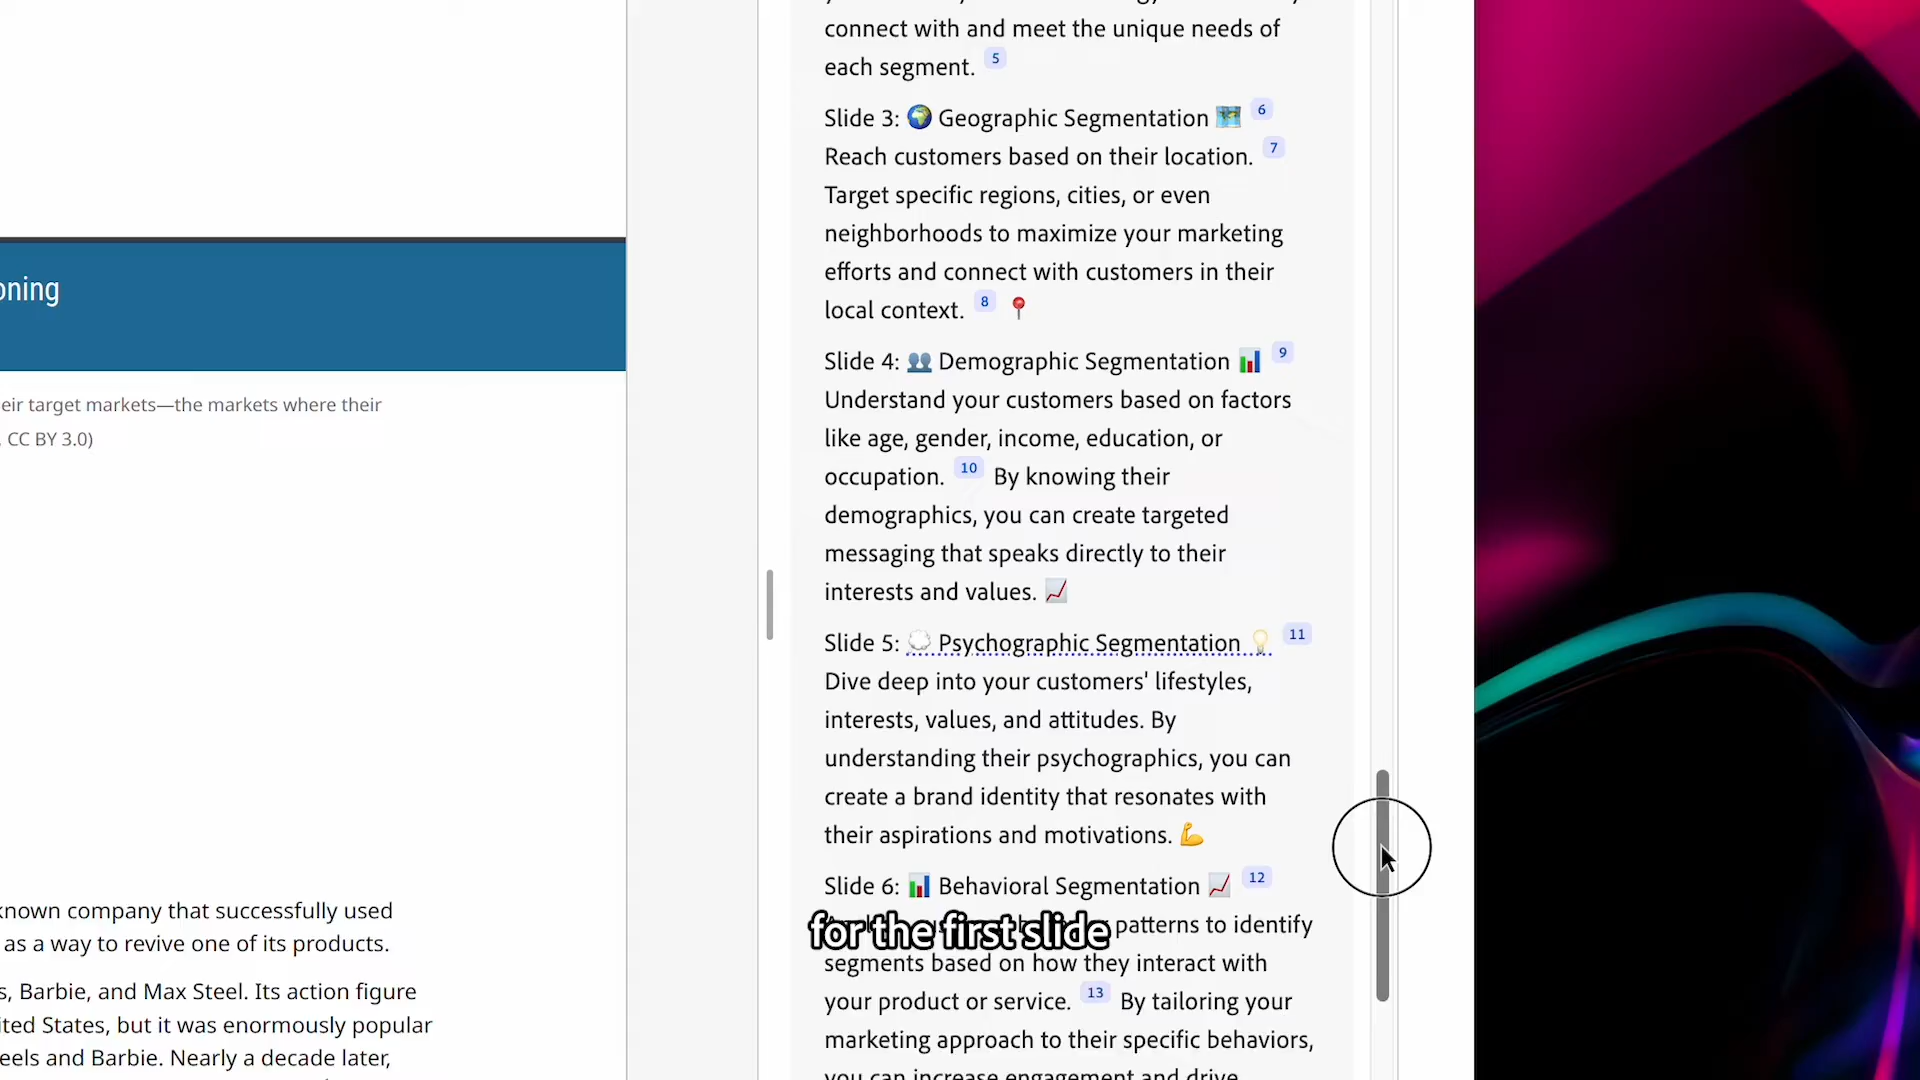 oning
eir target markets—the markets where their
CC BY 3.0)
known company that successfully used
as a way to revive one of its products.
s, Barbie, and Max Steel. Its action figure
ited States, but it was enormously popular
eels and Barbie. Nearly a decade later,
connect with and meet the unique needs of
each segment. 5
Slide 3: 🌍 Geographic Segmentation 🗺️ 6
Reach customers based on their location. 7
Target specific regions, cities, or even
neighborhoods to maximize your marketing
efforts and connect with customers in their
local context. 8 📍
Slide 4: 👥 Demographic Segmentation 📊 9
Understand your customers based on factors
like age, gender, income, education, or
occupation. 10 By knowing their
demographics, you can create targeted
messaging that speaks directly to their
interests and values. 📈
Slide 5: 💭 Psychographic Segmentation 💡 11
Dive deep into your customers' lifestyles,
interests, values, and attitudes. By
understanding their psychographics, you can
create a brand identity that resonates with
their aspirations and motivations. 💪
Slide 6: 📊 Behavioral Segmentation 📈 12
patterns to identify
for the first slide
segments based on how they interact with
your product or service. 13 By tailoring your
marketing approach to their specific behaviors,
you can increase engagement and drive